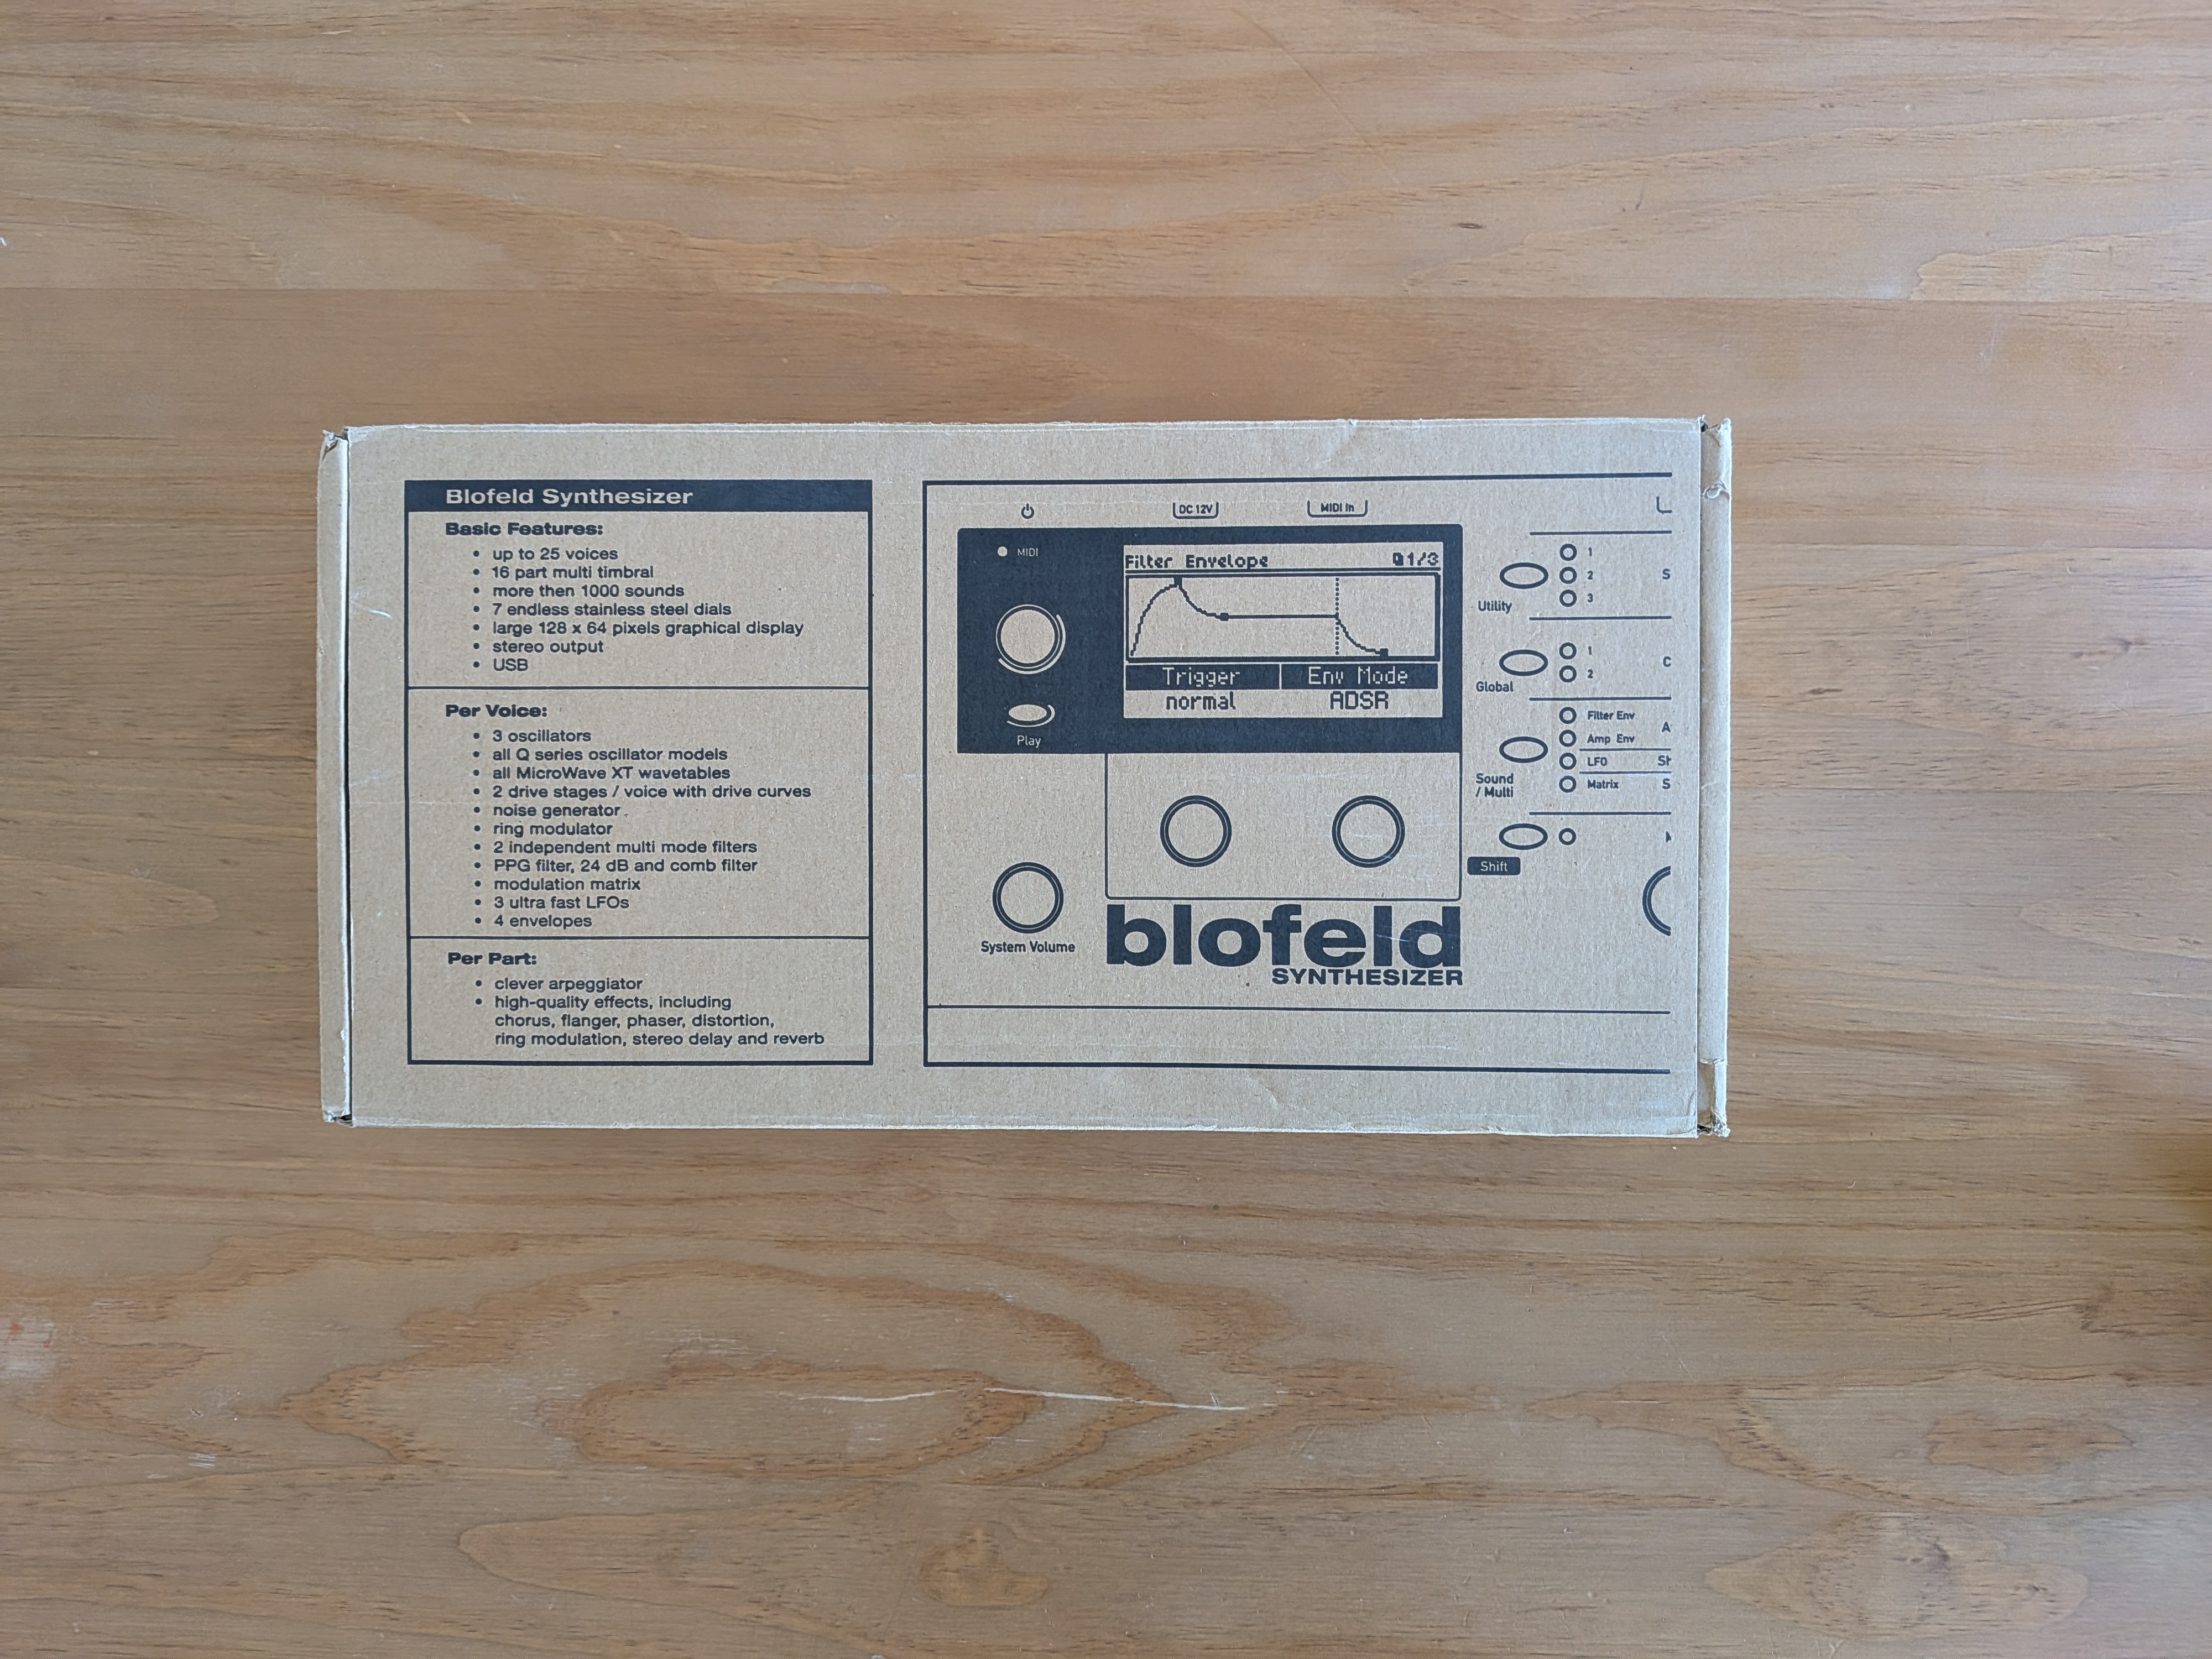 Blofeld Synthesizer
Basic Features:
• up to 25 voices
• 16 part multi timbral
• more then 1000 sounds
• 7 endless stainless steel dials
• large 128 x 64 pixels graphical display
• stereo output
• USB
Per Voice:
• 3 oscillators
• all Q series oscillator models
• all MicroWave XT wavetables
• 2 drive stages / voice with drive curves
• noise generator
• ring modulator
• 2 independent multi mode filters
• PPG filter, 24 dB and comb filter
• modulation matrix
• 3 ultra fast LFOs
• 4 envelopes
Per Part:
• clever arpeggiator
• high-quality effects, including
chorus, flanger, phaser, distortion,
ring modulation, stereo delay and reverb
DC 12V
MIDI In
MIDI
Filter Envelope 1/3
Trigger Env Mode
normal ADSR
Play
System Volume
blofeld
SYNTHESIZER
1
2
3
S
Utility
1
2
C
Global
Filter Env
Amp Env
A
LFO
Matrix
S
Sound
/ Multi
Shift